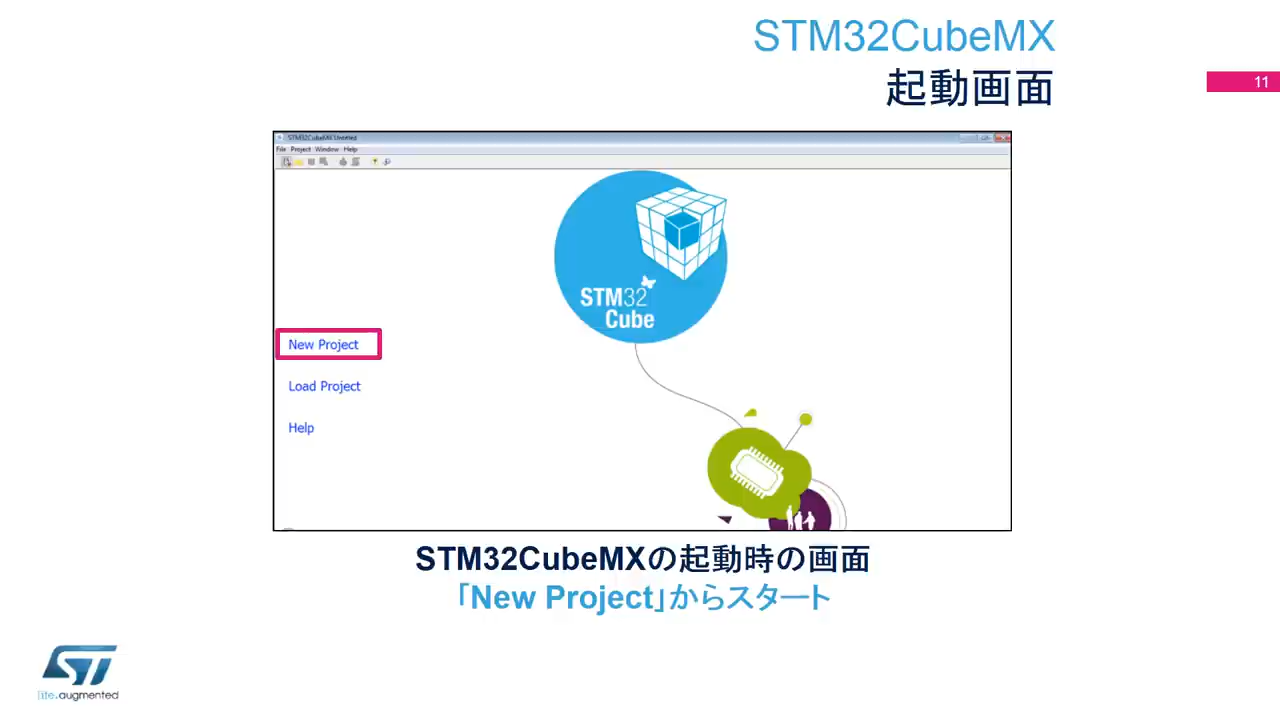 STM32CubeMX
起動画面
11
STM32CubeMX Untitled
File Project Window Help
STM32
Cube
New Project
Load Project
Help
STM32CubeMXの起動時の画面
「New Project」からスタート
ST
life.augmented